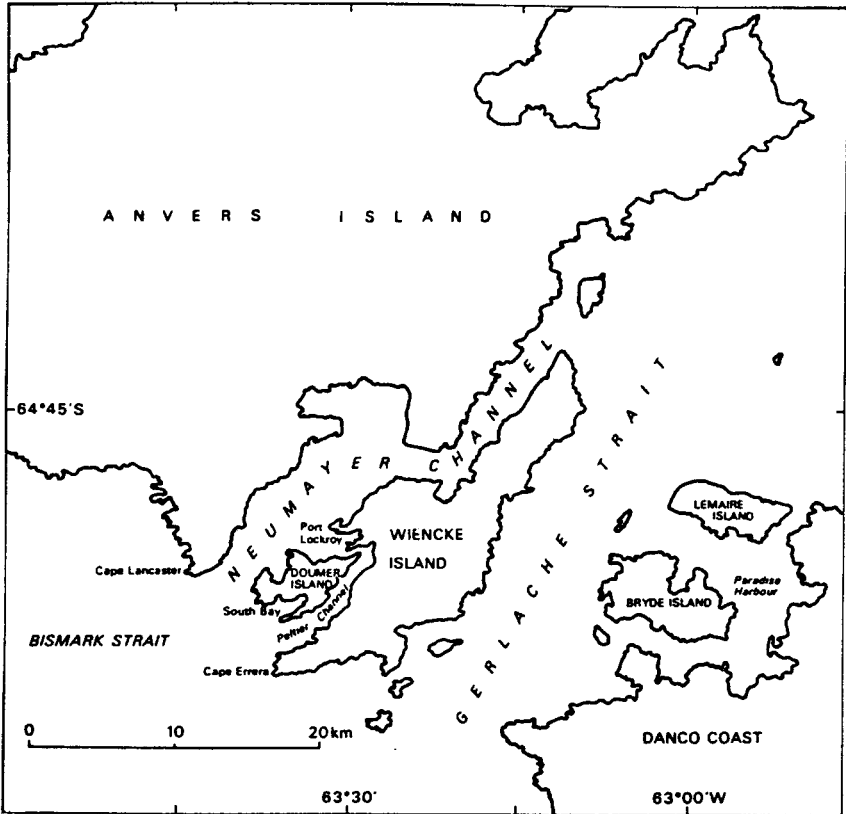 ANVERS ISLAND
64°45'S
NEUMAYER CHANNEL
GERLACHE STRAIT
LEMAIRE
ISLAND
Port
Lockroy
WIENCKE
ISLAND
Cape Lancaster
DOUMER
ISLAND
Paradise
Harbour
BRYDE ISLAND
South Bay
Peltier Channel
BISMARK STRAIT
Cape Errera
0 10 20km
DANCO COAST
63°30'
63°00'W